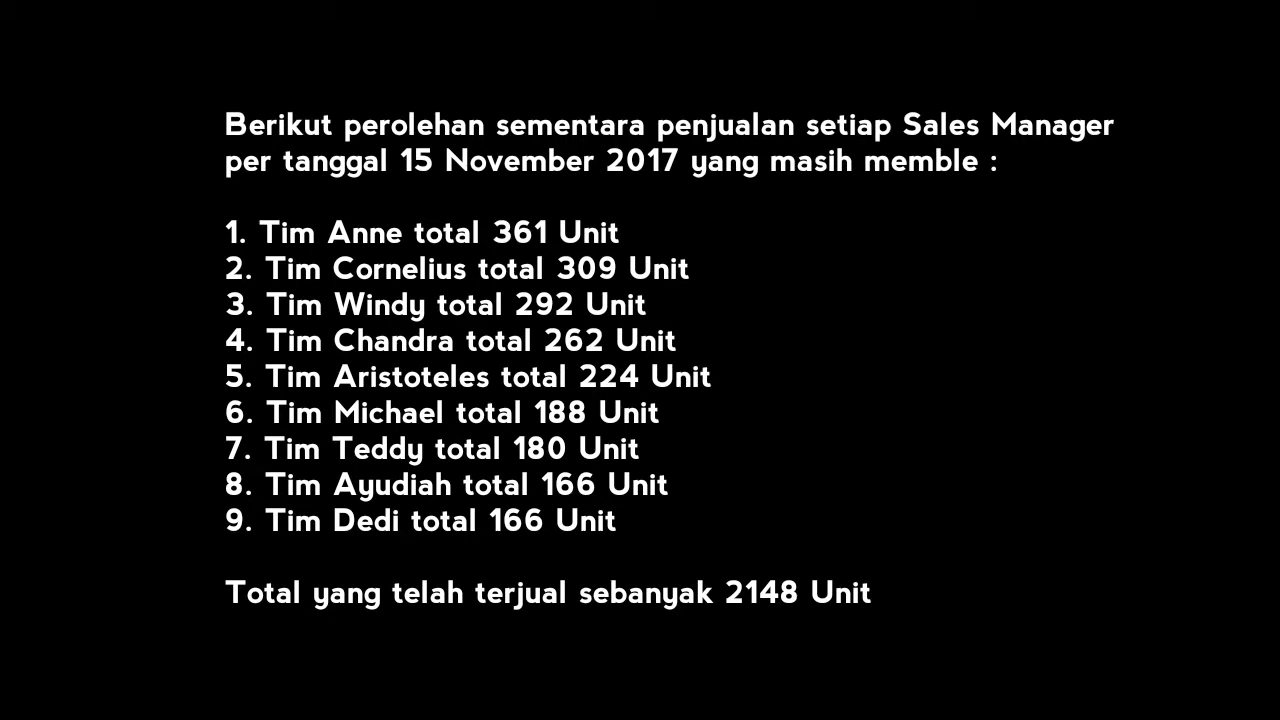 Berikut perolehan sementara penjualan setiap Sales Manager
per tanggal 15 November 2017 yang masih memble :
1. Tim Anne total 361 Unit
2. Tim Cornelius total 309 Unit
3. Tim Windy total 292 Unit
4. Tim Chandra total 262 Unit
5. Tim Aristoteles total 224 Unit
6. Tim Michael total 188 Unit
7. Tim Teddy total 180 Unit
8. Tim Ayudiah total 166 Unit
9. Tim Dedi total 166 Unit
Total yang telah terjual sebanyak 2148 Unit